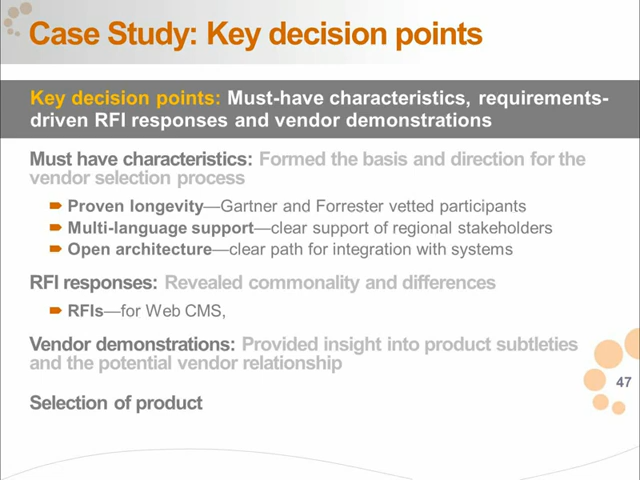 Case Study: Key decision points
Key decision points: Must-have characteristics, requirements-
driven RFI responses and vendor demonstrations
Must have characteristics: Formed the basis and direction for the
vendor selection process
Proven longevity—Gartner and Forrester vetted participants
Multi-language support—clear support of regional stakeholders
Open architecture—clear path for integration with systems
RFI responses: Revealed commonality and differences
RFIs—for Web CMS,
Vendor demonstrations: Provided insight into product subtleties
and the potential vendor relationship
47
Selection of product